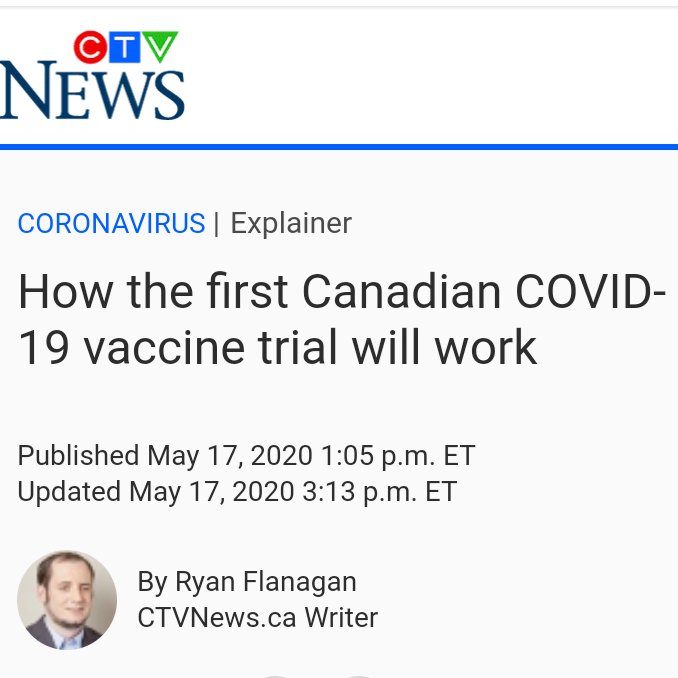 CTV
NEWS
CORONAVIRUS | Explainer
How the first Canadian COVID-
19 vaccine trial will work
Published May 17, 2020 1:05 p.m. ET
Updated May 17, 2020 3:13 p.m. ET
By Ryan Flanagan
CTVNews.ca Writer